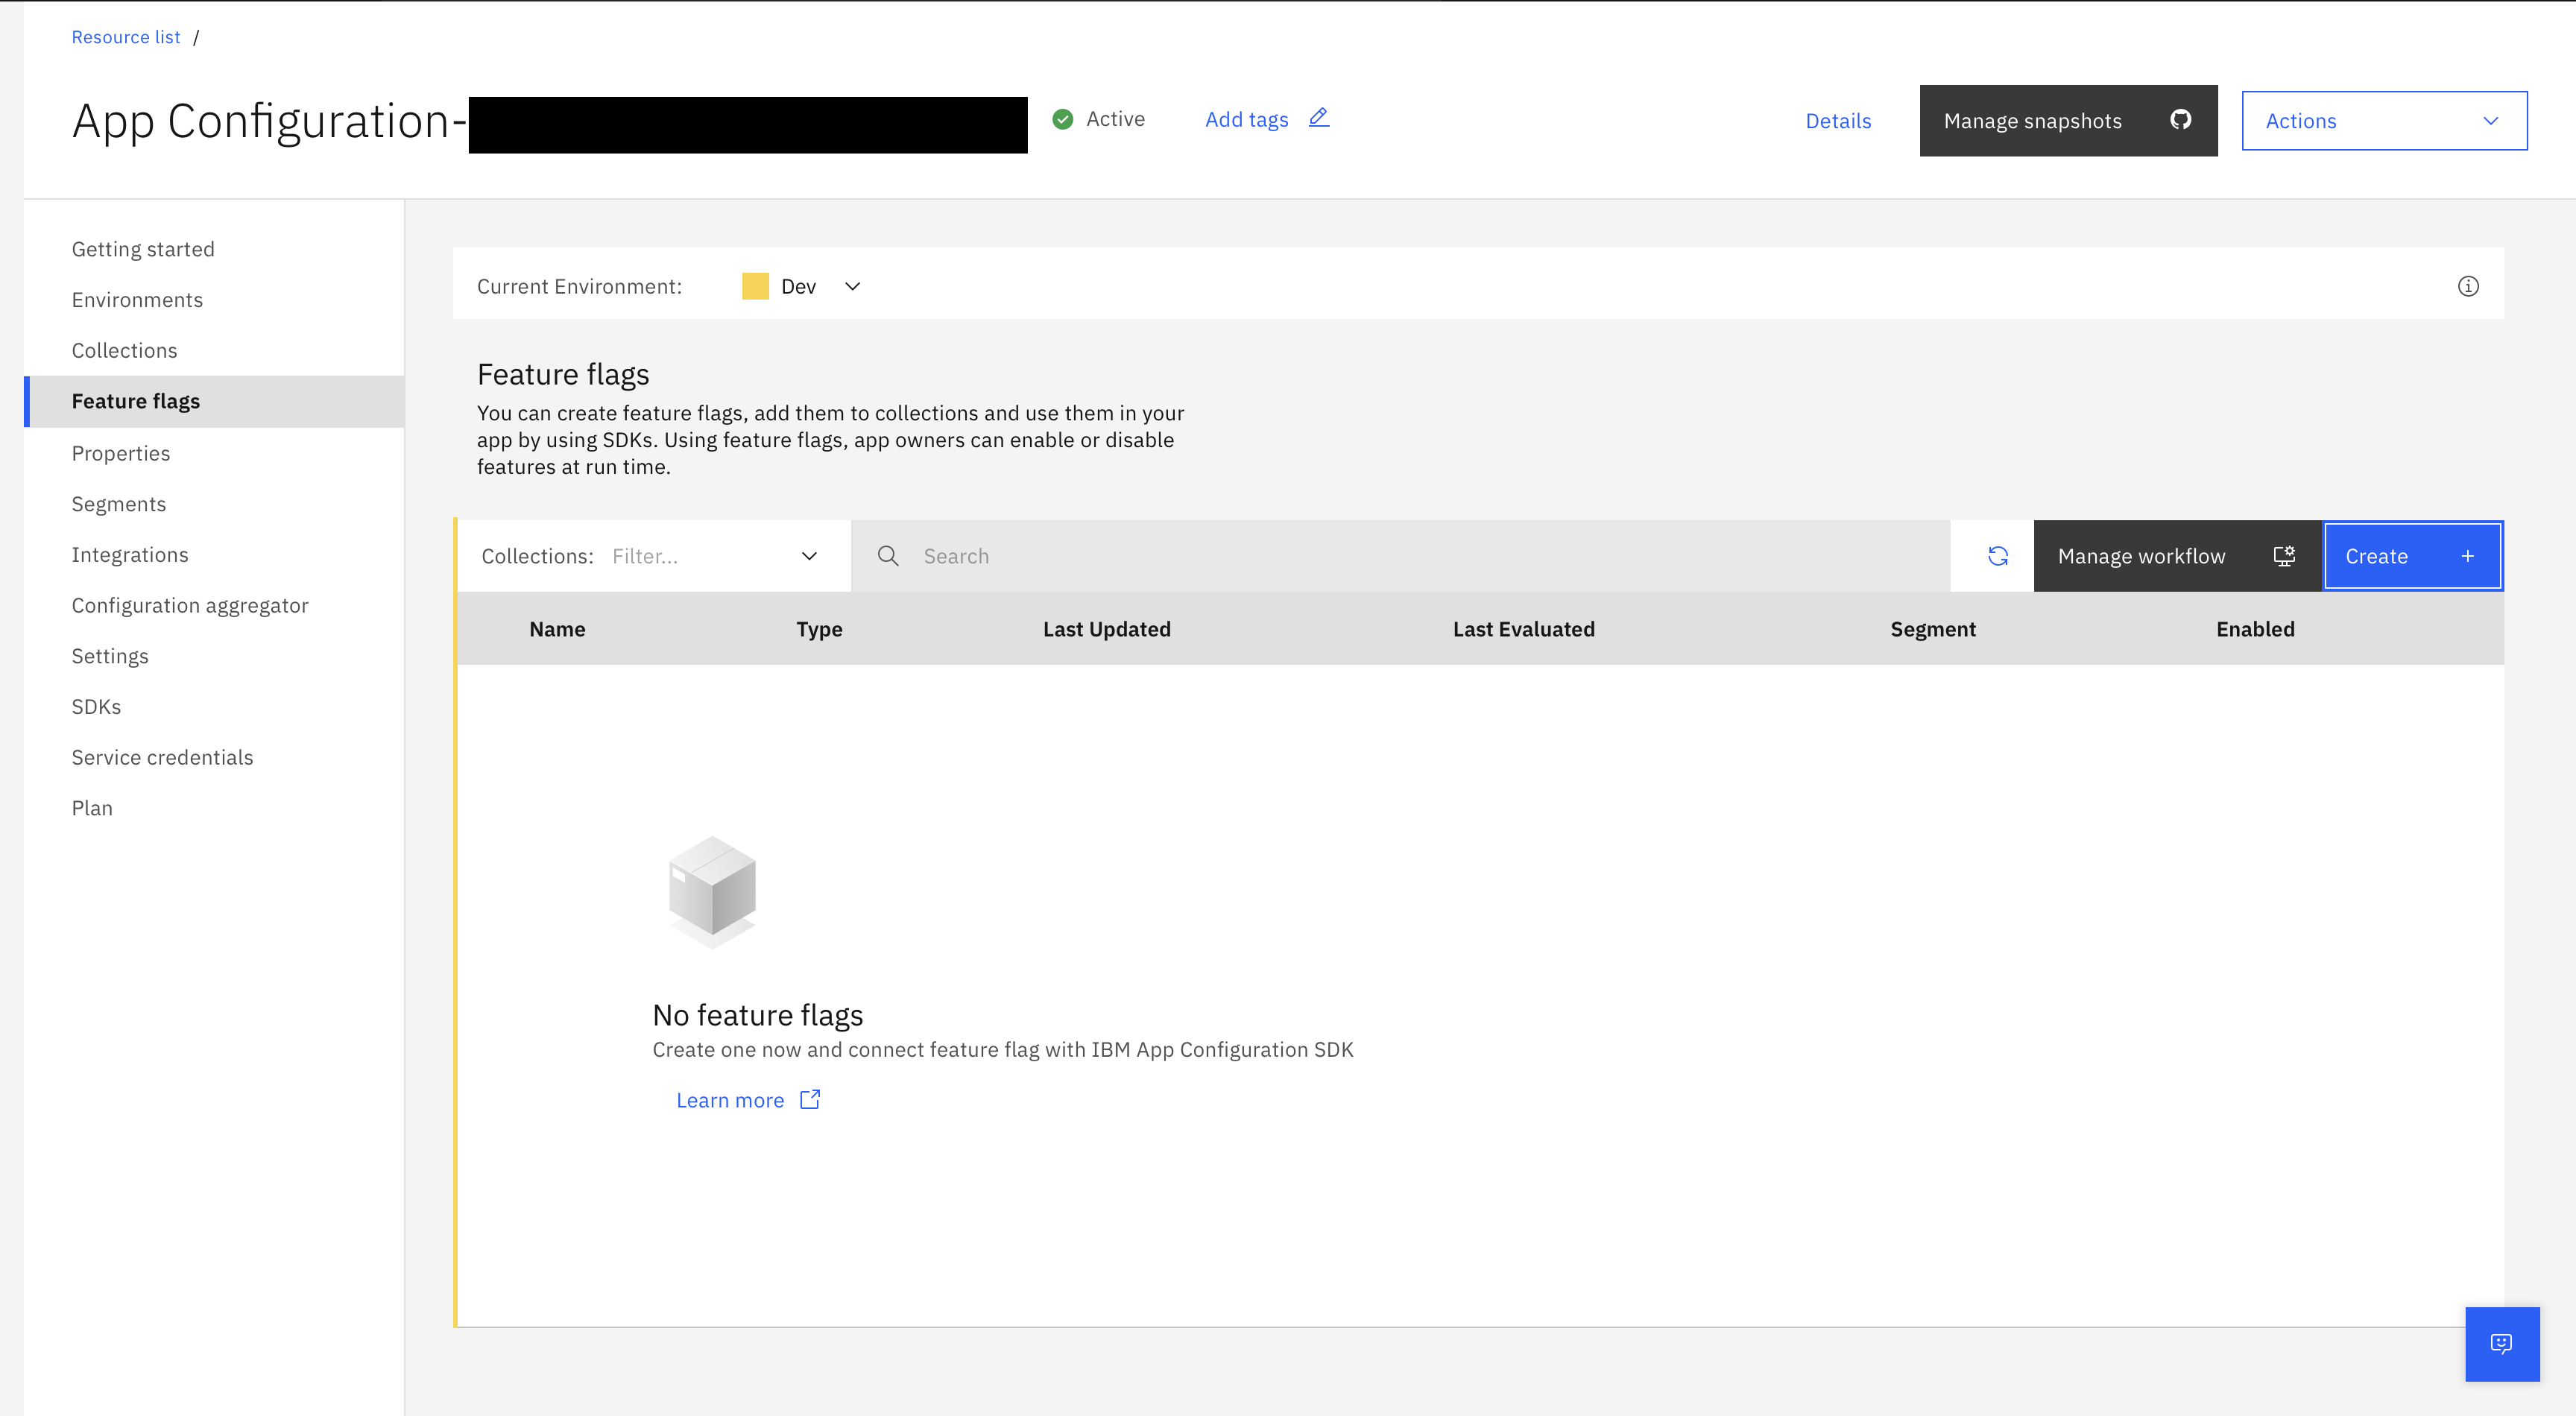 Resource list /
App Configuration-
Active
Add tags
Details
Manage snapshots
Actions
Getting started
Environments
Collections
Feature flags
Properties
Segments
Integrations
Configuration aggregator
Settings
SDKs
Service credentials
Plan
Current Environment: Dev
Feature flags
You can create feature flags, add them to collections and use them in your
app by using SDKs. Using feature flags, app owners can enable or disable
features at run time.
Collections: Filter...
Search
Manage workflow
Create +
Name Type Last Updated Last Evaluated Segment Enabled
No feature flags
Create one now and connect feature flag with IBM App Configuration SDK
Learn more